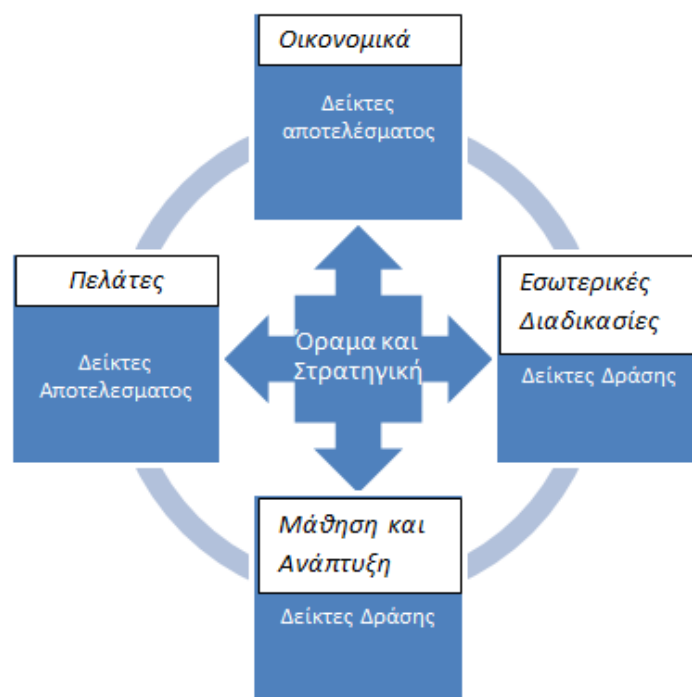 Οικονομικά
Δείκτες
αποτελέσματος
Πελάτες
Δείκτες
Αποτελεσματος
Όραμα και
Στρατηγική
Εσωτερικές
Διαδικασίες
Δείκτες Δράσης
Μάθηση και
Ανάπτυξη
Δείκτες Δράσης